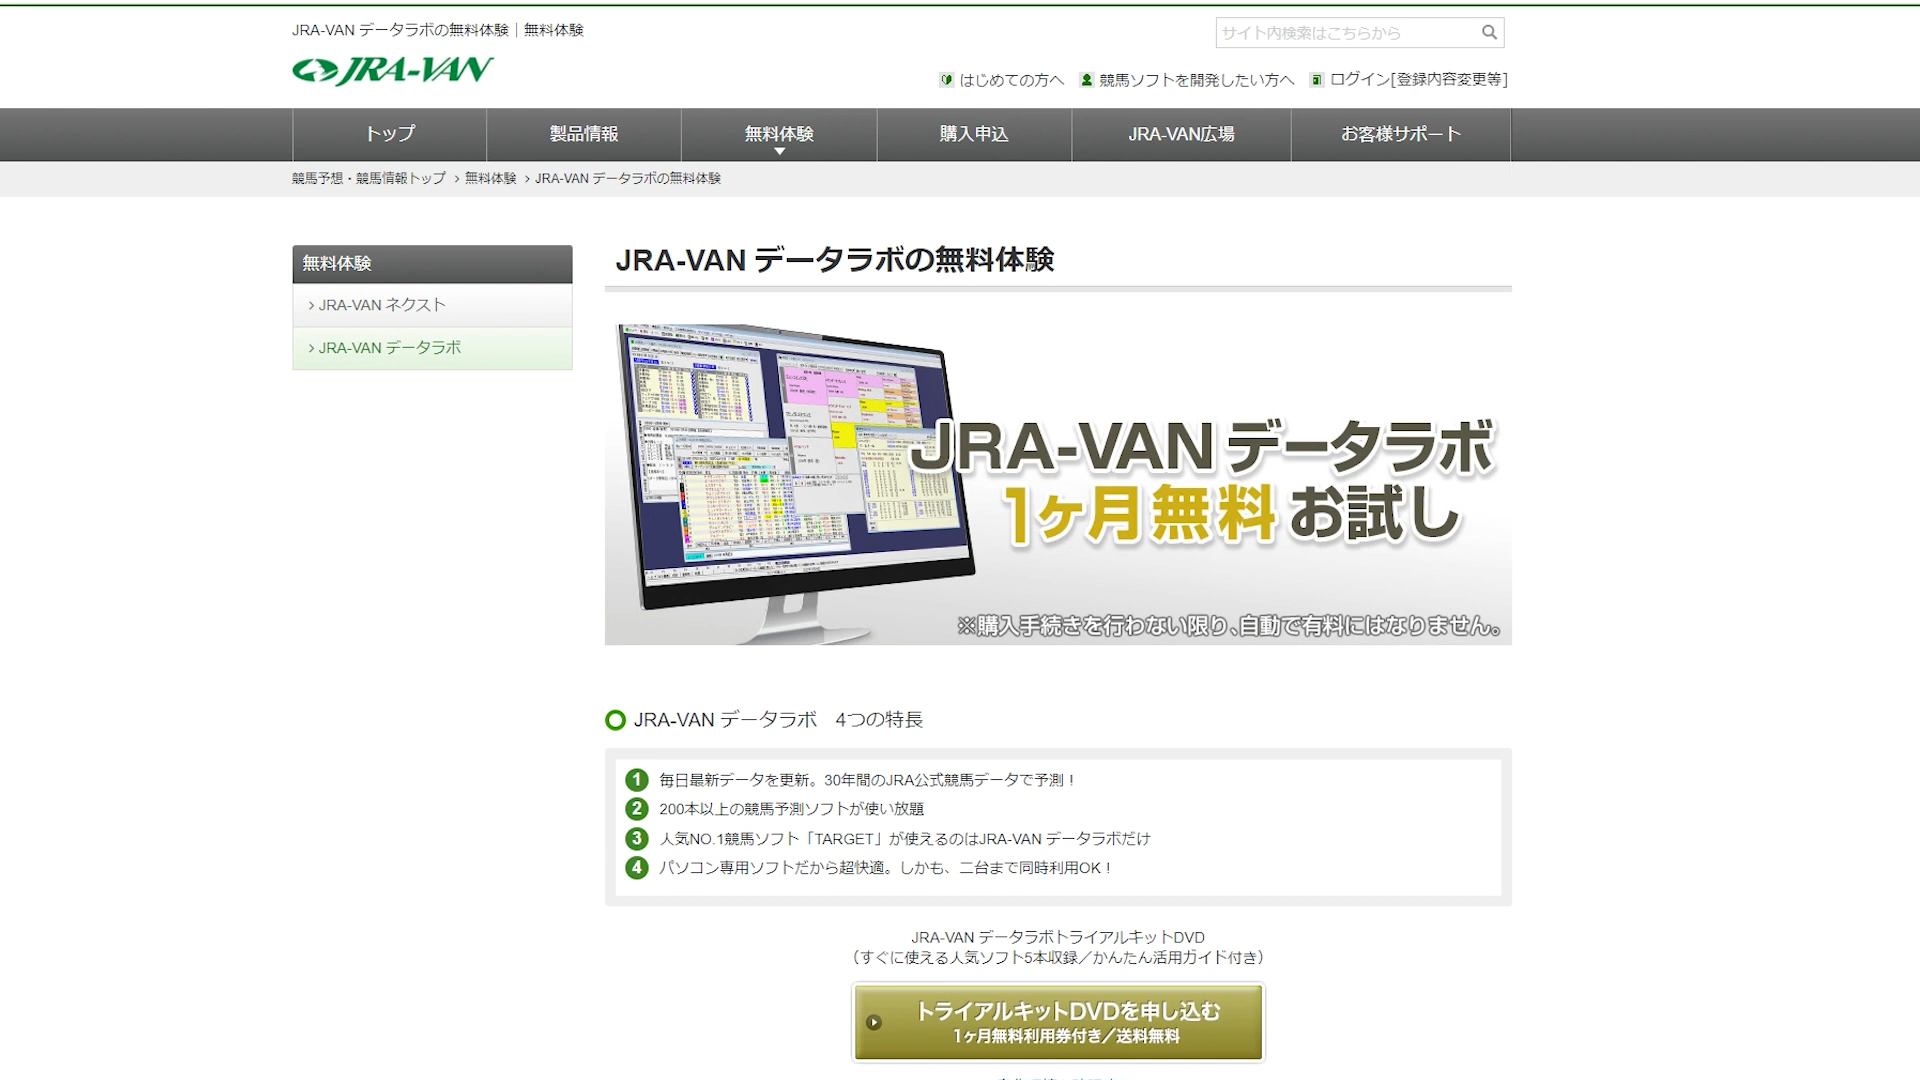 JRA-VAN データラボの無料体験｜無料体験
サイト内検索はこちらから
JRA-VAN
はじめての方へ
競馬ソフトを開発したい方へ
ログイン[登録内容変更等]
トップ
製品情報
無料体験
購入申込
JRA-VAN広場
お客様サポート
競馬予想・競馬情報トップ › 無料体験 › JRA-VAN データラボの無料体験
無料体験
› JRA-VAN ネクスト
› JRA-VAN データラボ
JRA-VAN データラボの無料体験
JRA-VAN データラボ
1ヶ月無料お試し
※購入手続きを行わない限り、自動で有料にはなりません。
JRA-VAN データラボ　4つの特長
1 毎日最新データを更新。30年間のJRA公式競馬データで予測！
2 200本以上の競馬予測ソフトが使い放題
3 人気NO.1競馬ソフト「TARGET」が使えるのはJRA-VAN データラボだけ
4 パソコン専用ソフトだから超快適。しかも、二台まで同時利用OK！
JRA-VAN データラボトライアルキットDVD
（すぐに使える人気ソフト5本収録／かんたん活用ガイド付き）
トライアルキットDVDを申し込む
1ヶ月無料利用券付き／送料無料